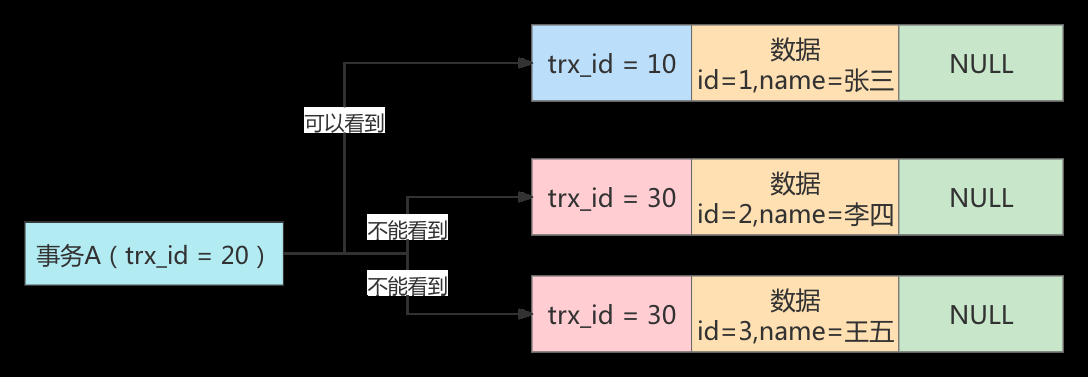 trx_id = 10
数据
id=1,name=张三
NULL
可以看到
trx_id = 30
数据
id=2,name=李四
NULL
不能看到
事务A（trx_id = 20）
不能看到
trx_id = 30
数据
id=3,name=王五
NULL